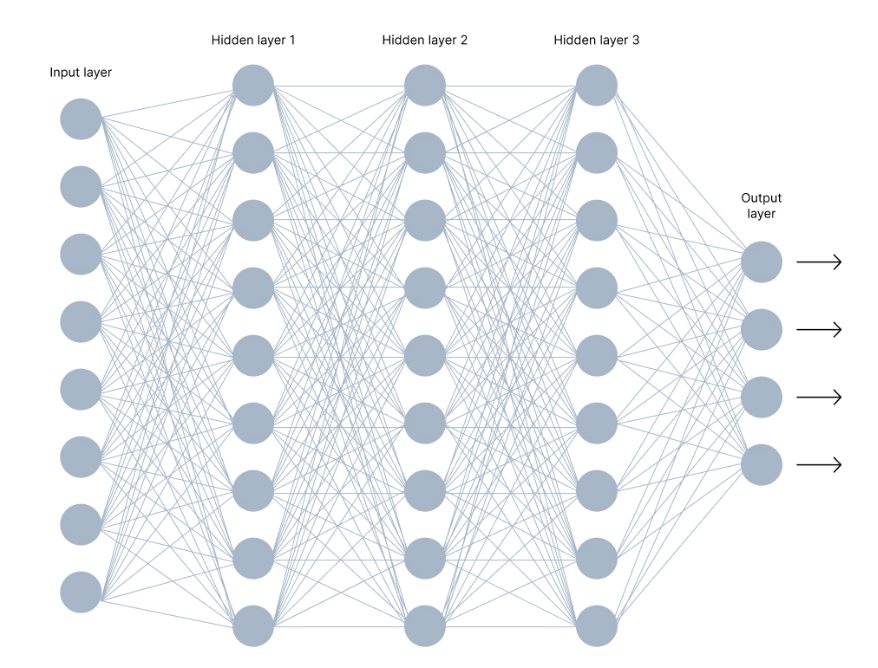 Hidden layer 1
Hidden layer 2
Hidden layer 3
Input layer
Output
layer